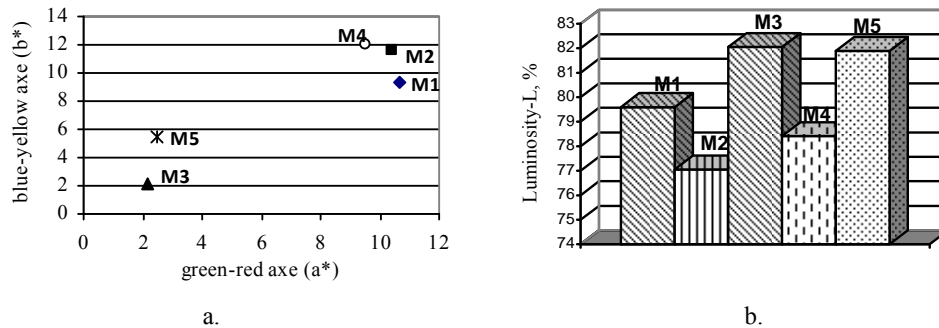 blue-yellow axe (b*)
14
12
10
8
6
4
2
0
M4
M2
M1
M5
M3
0 2 4 6 8 10 12
green-red axe (a*)
a.
Luminosity-L, %
83
82
81
80
79
78
77
76
75
74
M1
M2
M3
M4
M5
b.